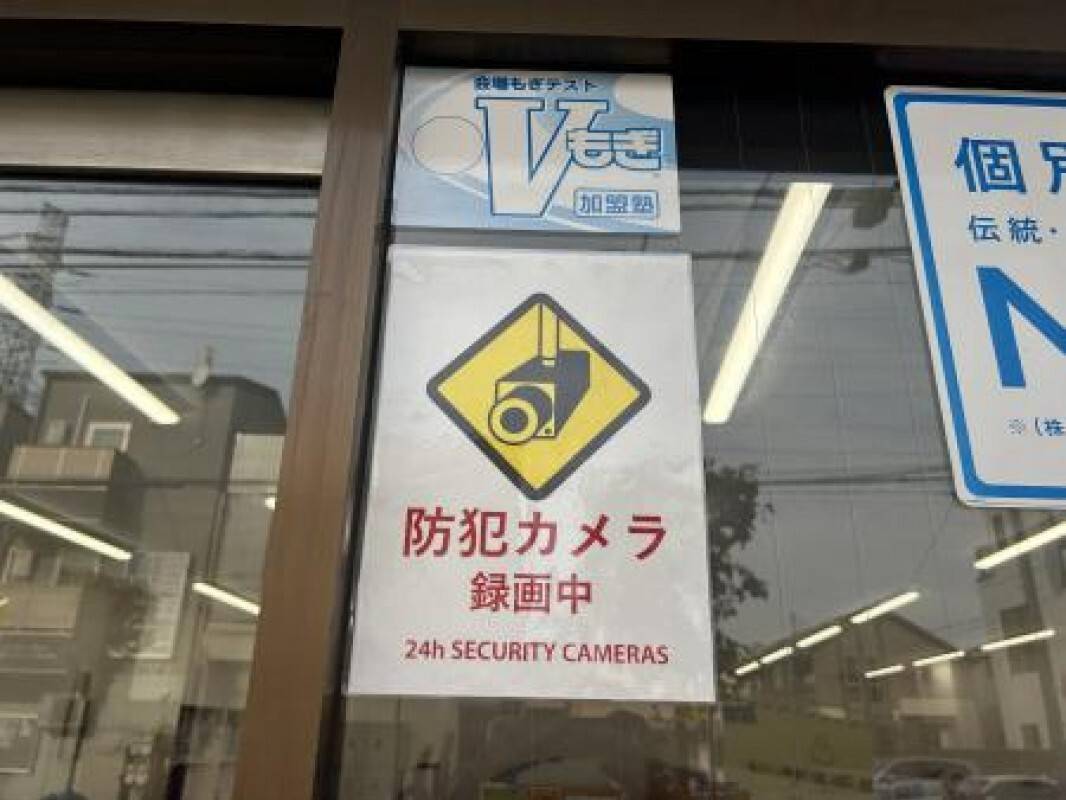 会場もぎテスト
Vもぎ
加盟塾
防犯カメラ
録画中
24h SECURITY CAMERAS
個別
伝統・
N
※(株